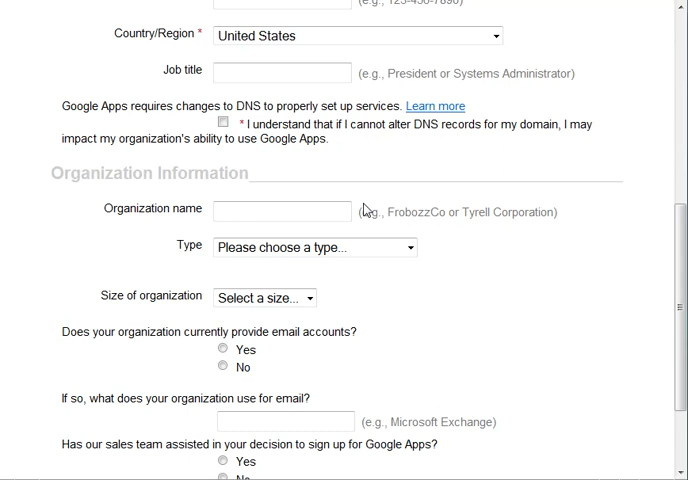 (e.g., 123-456-7890)
Country/Region * United States
Job title (e.g., President or Systems Administrator)
Google Apps requires changes to DNS to properly set up services. Learn more
* I understand that if I cannot alter DNS records for my domain, I may
impact my organization's ability to use Google Apps.
Organization Information
Organization name (e.g., FrobozzCo or Tyrell Corporation)
Type Please choose a type...
Size of organization Select a size...
Does your organization currently provide email accounts?
Yes
No
If so, what does your organization use for email?
(e.g., Microsoft Exchange)
Has our sales team assisted in your decision to sign up for Google Apps?
Yes
No